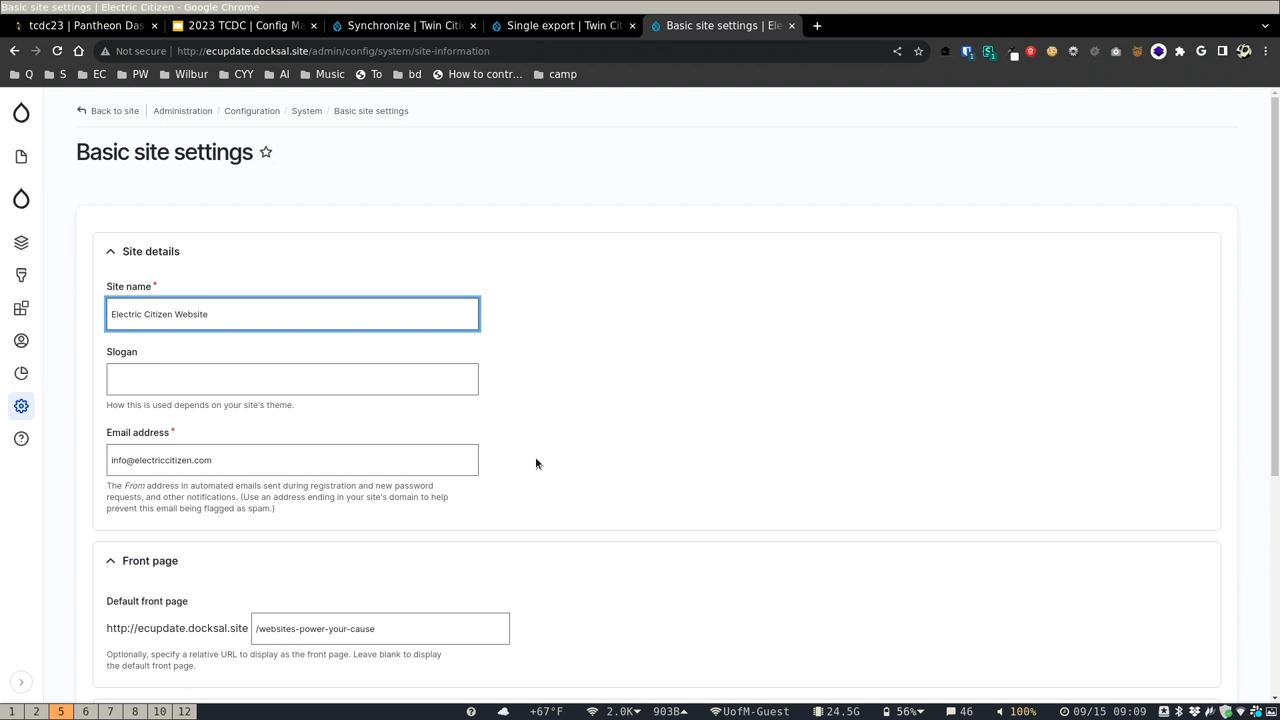 Basic site settings | Electric Citizen - Google Chrome
tcdc23 | Pantheon Das
2023 TCDC | Config Ma
Synchronize | Twin Citi
Single export | Twin Cit
Basic site settings | Ele
Not secure
http://ecupdate.docksal.site/admin/config/system/site-information
Q
S
EC
PW
Wilbur
CYY
AI
Music
To
bd
How to contr...
camp
Back to site
Administration / Configuration / System / Basic site settings
Basic site settings
Site details
Site name*
Electric Citizen Website
Slogan
How this is used depends on your site's theme.
Email address*
info@electriccitizen.com
The From address in automated emails sent during registration and new password
requests, and other notifications. (Use an address ending in your site's domain to help
prevent this email being flagged as spam.)
Front page
Default front page
http://ecupdate.docksal.site /websites-power-your-cause
Optionally, specify a relative URL to display as the front page. Leave blank to display
the default front page.
1 2 5 6 7 8 10 12
+67°F
2.0K
903B
UofM-Guest
24.5G
56%
46
100%
09/15 09:09